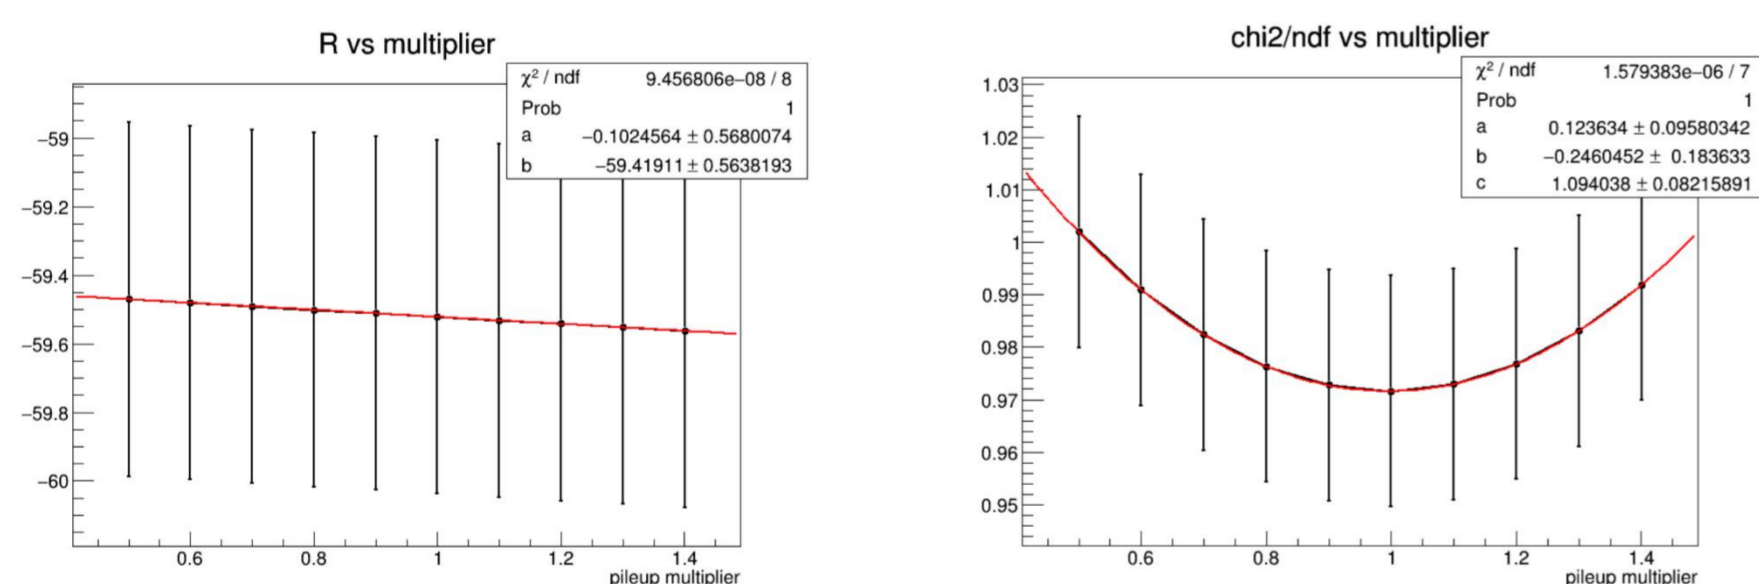 R vs multiplier
χ² / ndf 9.456806e−08 / 8
Prob 1
a −0.1024564 ± 0.5680074
b −59.41911 ± 0.5638193
−59
−59.2
−59.4
−59.6
−59.8
−60
0.6 0.8 1 1.2 1.4
pileup multiplier
chi2/ndf vs multiplier
χ² / ndf 1.579383e−06 / 7
Prob 1
a 0.123634 ± 0.09580342
b −0.2460452 ± 0.183633
c 1.094038 ± 0.08215891
1.03
1.02
1.01
1
0.99
0.98
0.97
0.96
0.95
0.6 0.8 1 1.2 1.4
pileup multiplier